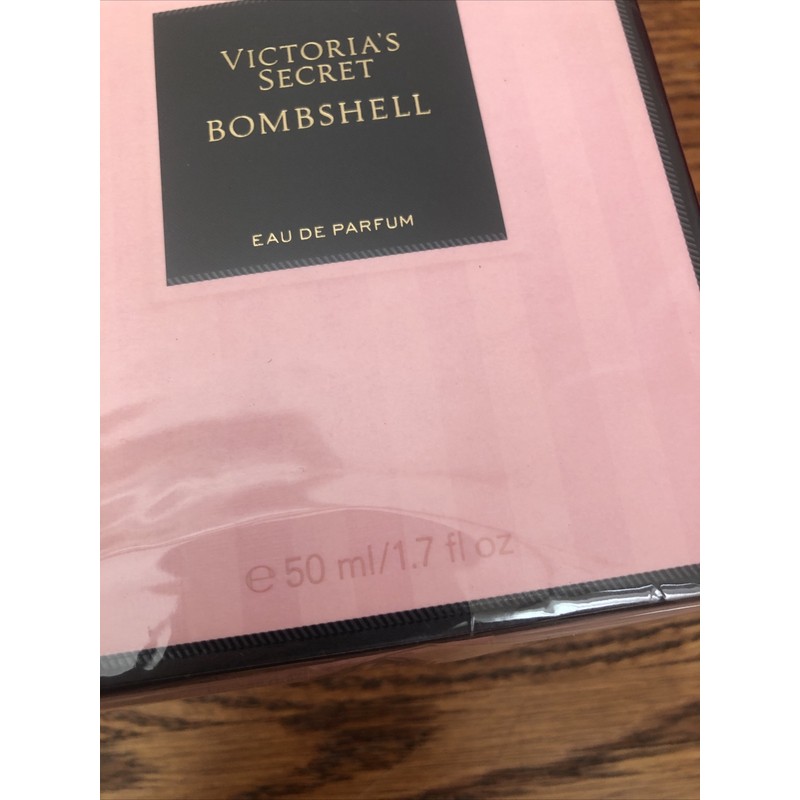 VICTORIA'S
SECRET
BOMBSHELL
EAU DE PARFUM
℮ 50 ml/1.7 fl oz